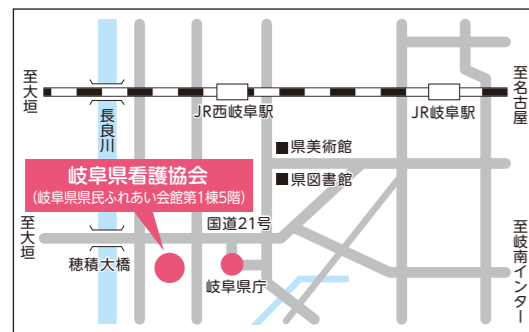 至大垣
長良川
JR西岐阜駅
JR岐阜駅
至名古屋
■県美術館
■県図書館
岐阜県看護協会
(岐阜県県民ふれあい会館第1棟5階)
至大垣
国道21号
穂積大橋
岐阜県庁
至岐南インター